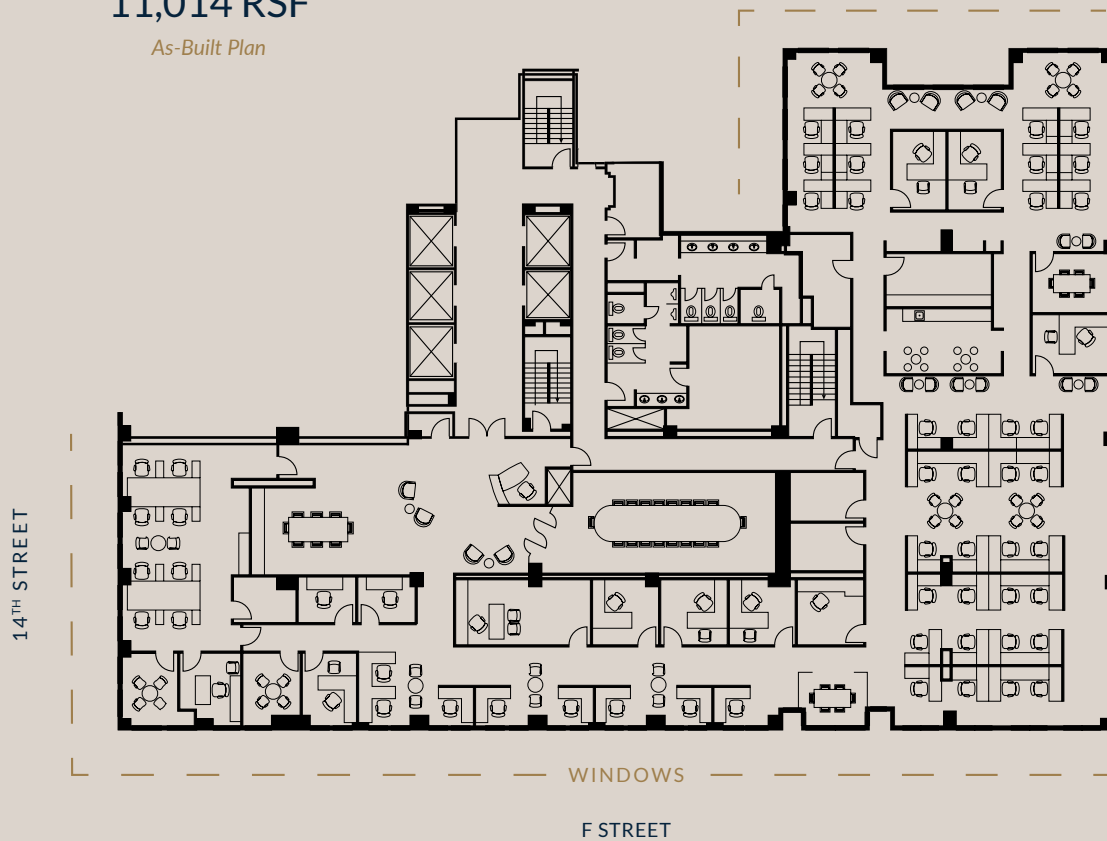 11,014 RSF
As-Built Plan
14TH STREET
WINDOWS
F STREET